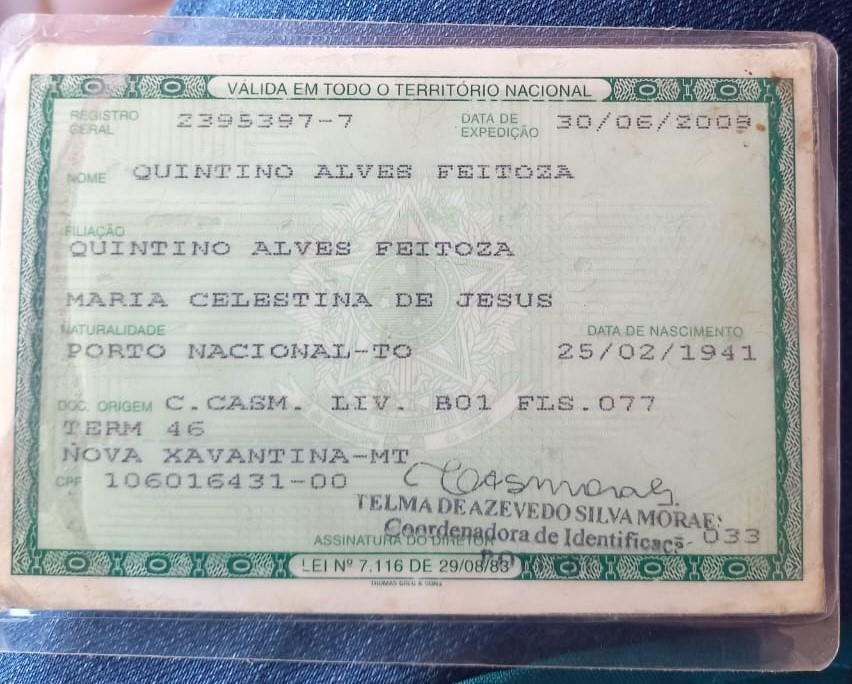 VÁLIDA EM TODO O TERRITÓRIO NACIONAL
REGISTRO GERAL 2395397-7 DATA DE EXPEDIÇÃO 30/06/2009
NOME QUINTINO ALVES FEITOZA
FILIAÇÃO
QUINTINO ALVES FEITOZA
MARIA CELESTINA DE JESUS
NATURALIDADE DATA DE NASCIMENTO
PORTO NACIONAL-TO 25/02/1941
DOC. ORIGEM C.CASM. LIV. B01 FLS.077
TERM 46
NOVA XAVANTINA-MT
CPF 106016431-00
TELMA DE AZEVEDO SILVA MORAES
Coordenadora de Identificaçã- 033
ASSINATURA DO DIRETOR
LEI Nº 7.116 DE 29/08/83
THOMAS GREG & SONS